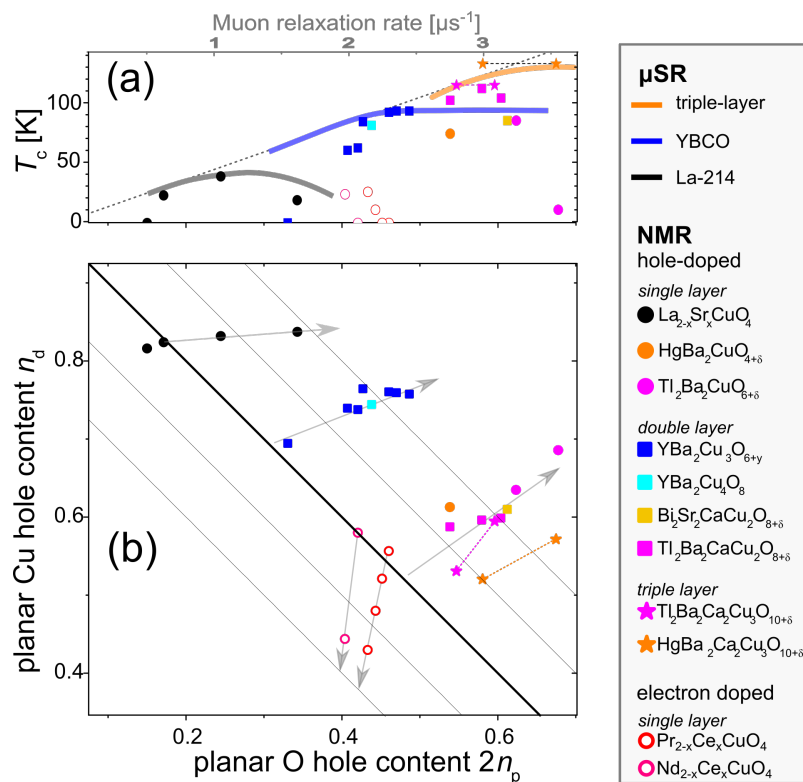 Muon relaxation rate [µs⁻¹]
1 2 3
(a)
T_c [K]
100
50
0
(b)
planar Cu hole content n_d
0.8
0.6
0.4
0.2 0.4 0.6
planar O hole content 2n_p
µSR
triple-layer
YBCO
La-214
NMR
hole-doped
single layer
La₂₋ₓSrₓCuO₄
HgBa₂CuO₄₊δ
Tl₂Ba₂CuO₆₊δ
double layer
YBa₂Cu₃O₆₊y
YBa₂Cu₄O₈
Bi₂Sr₂CaCu₂O₈₊δ
Tl₂Ba₂CaCu₂O₈₊δ
triple layer
Tl₂Ba₂Ca₂Cu₃O₁₀₊δ
HgBa₂Ca₂Cu₃O₁₀₊δ
electron doped
single layer
Pr₂₋ₓCeₓCuO₄
Nd₂₋ₓCeₓCuO₄